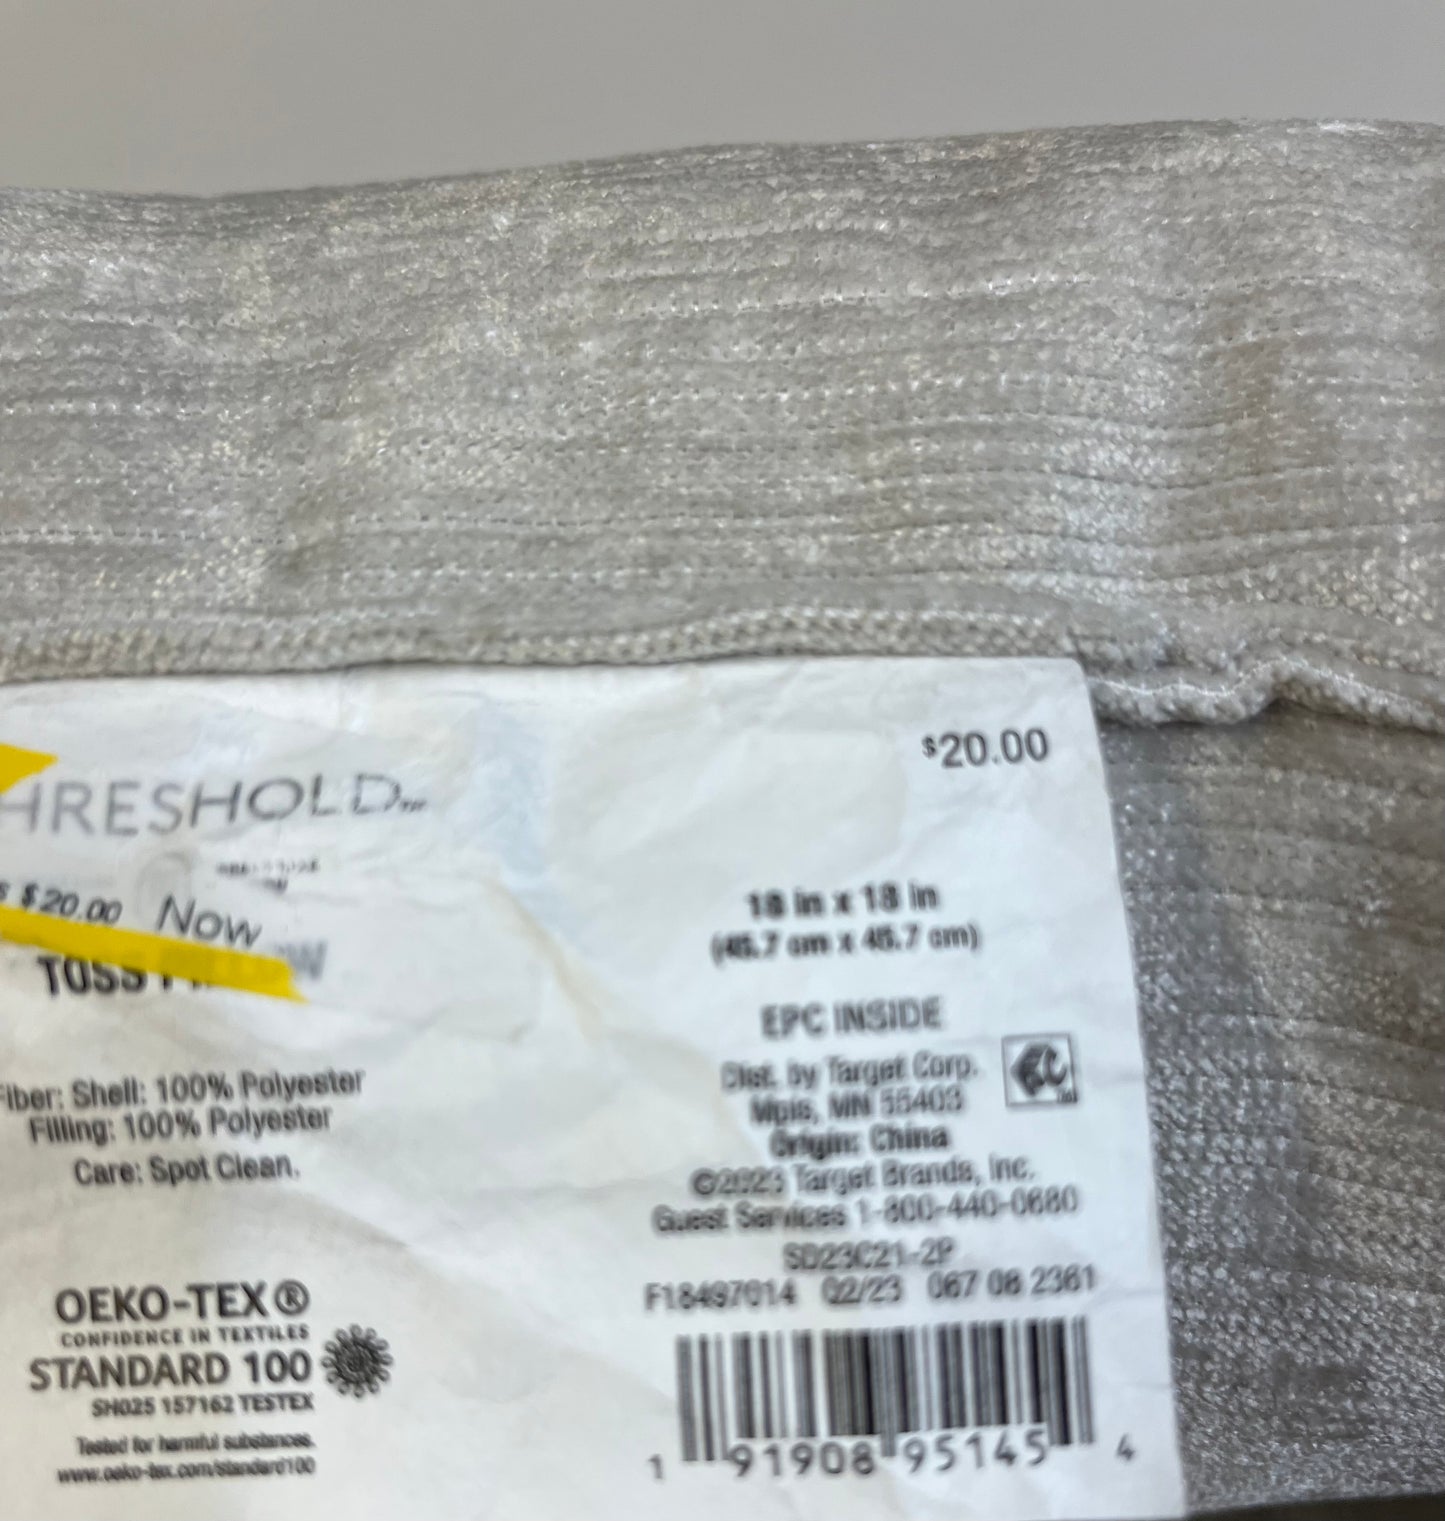 HRESHOLD™
$20.00 Now
TOSS
Fiber: Shell: 100% Polyester
Filling: 100% Polyester
Care: Spot Clean.
OEKO-TEX®
CONFIDENCE IN TEXTILES
STANDARD 100
SH025 157162 TESTEX
Tested for harmful substances.
www.oeko-tex.com/standard100
$20.00
18 in x 18 in
(45.7 cm x 45.7 cm)
EPC INSIDE
Dist. by Target Corp.
Mpls, MN 55403
Origin: China
©2023 Target Brands, Inc.
Guest Services 1-800-440-0680
SD23C21-2P
F18497014 02/23 067 08 2361
1 91908 95145 4